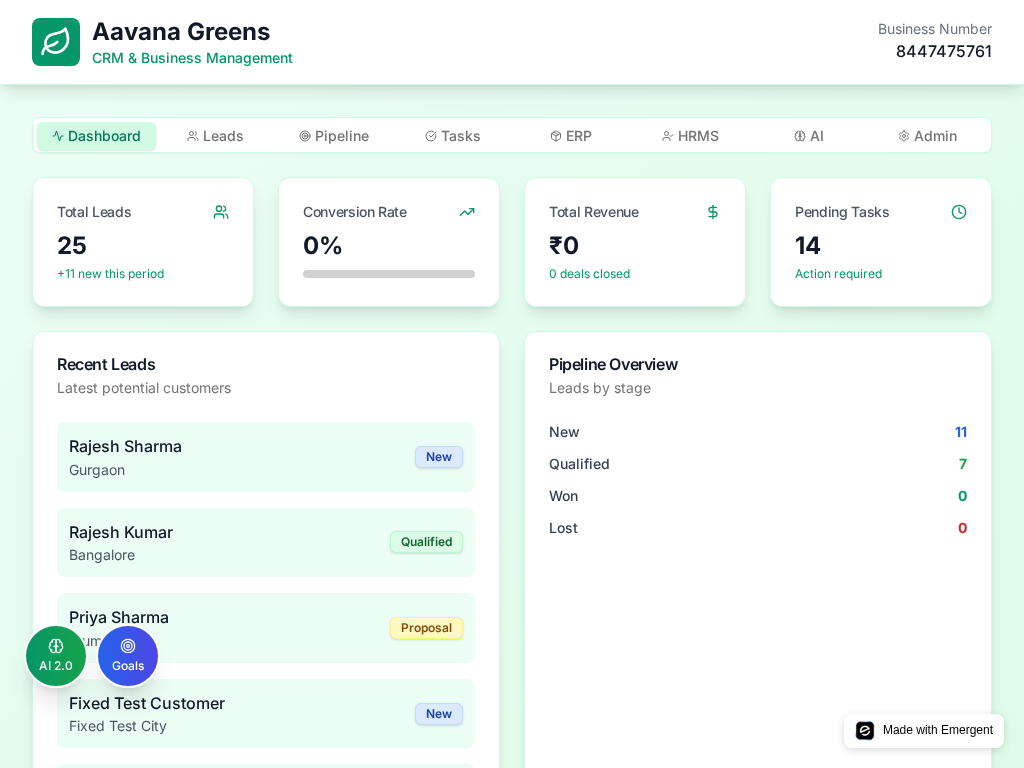 Aavana Greens
CRM & Business Management
Business Number
8447475761
Dashboard
Leads
Pipeline
Tasks
ERP
HRMS
AI
Admin
Total Leads
25
+11 new this period
Conversion Rate
0%
Total Revenue
₹0
0 deals closed
Pending Tasks
14
Action required
Recent Leads
Latest potential customers
Rajesh Sharma
Gurgaon
New
Rajesh Kumar
Bangalore
Qualified
Priya Sharma
Proposal
Fixed Test Customer
Fixed Test City
New
Pipeline Overview
Leads by stage
New 11
Qualified 7
Won 0
Lost 0
AI 2.0
Goals
Made with Emergent